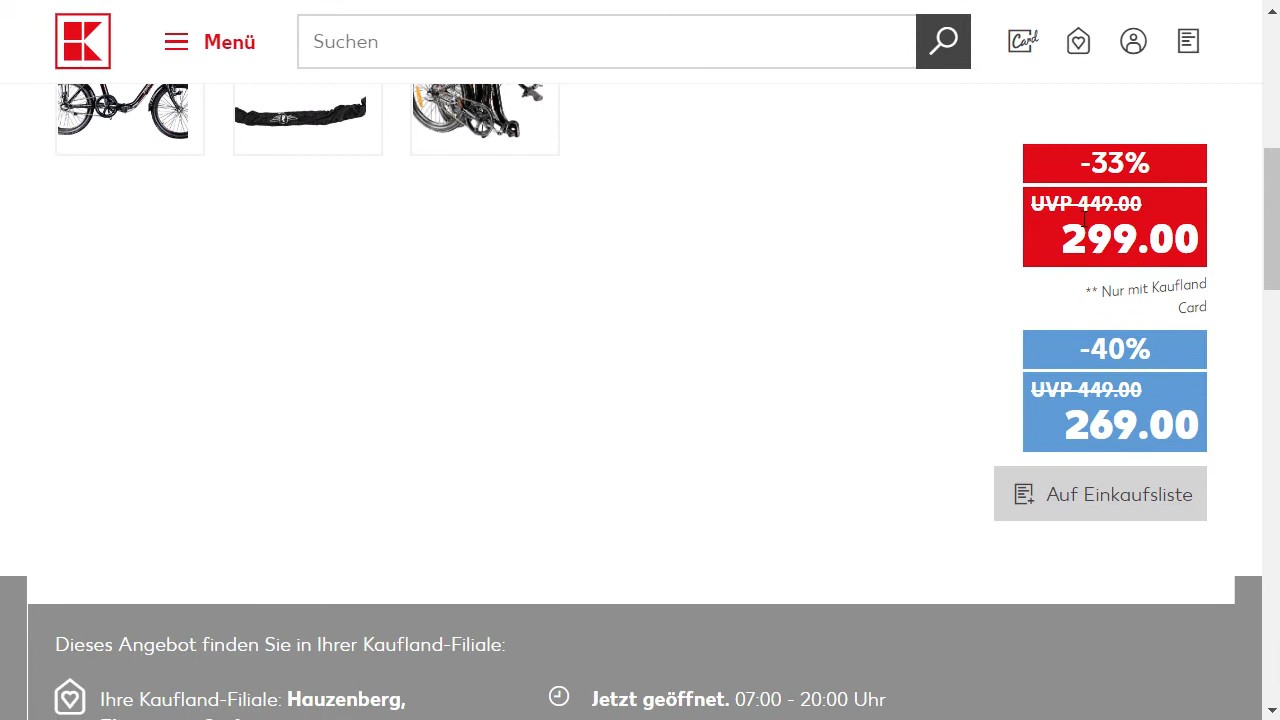 Menü
Suchen
Card
-33%
UVP 449.00
299.00
** Nur mit Kaufland
Card
-40%
UVP 449.00
269.00
Auf Einkaufsliste
Dieses Angebot finden Sie in Ihrer Kaufland-Filiale:
Ihre Kaufland-Filiale: Hauzenberg,
Jetzt geöffnet. 07:00 - 20:00 Uhr